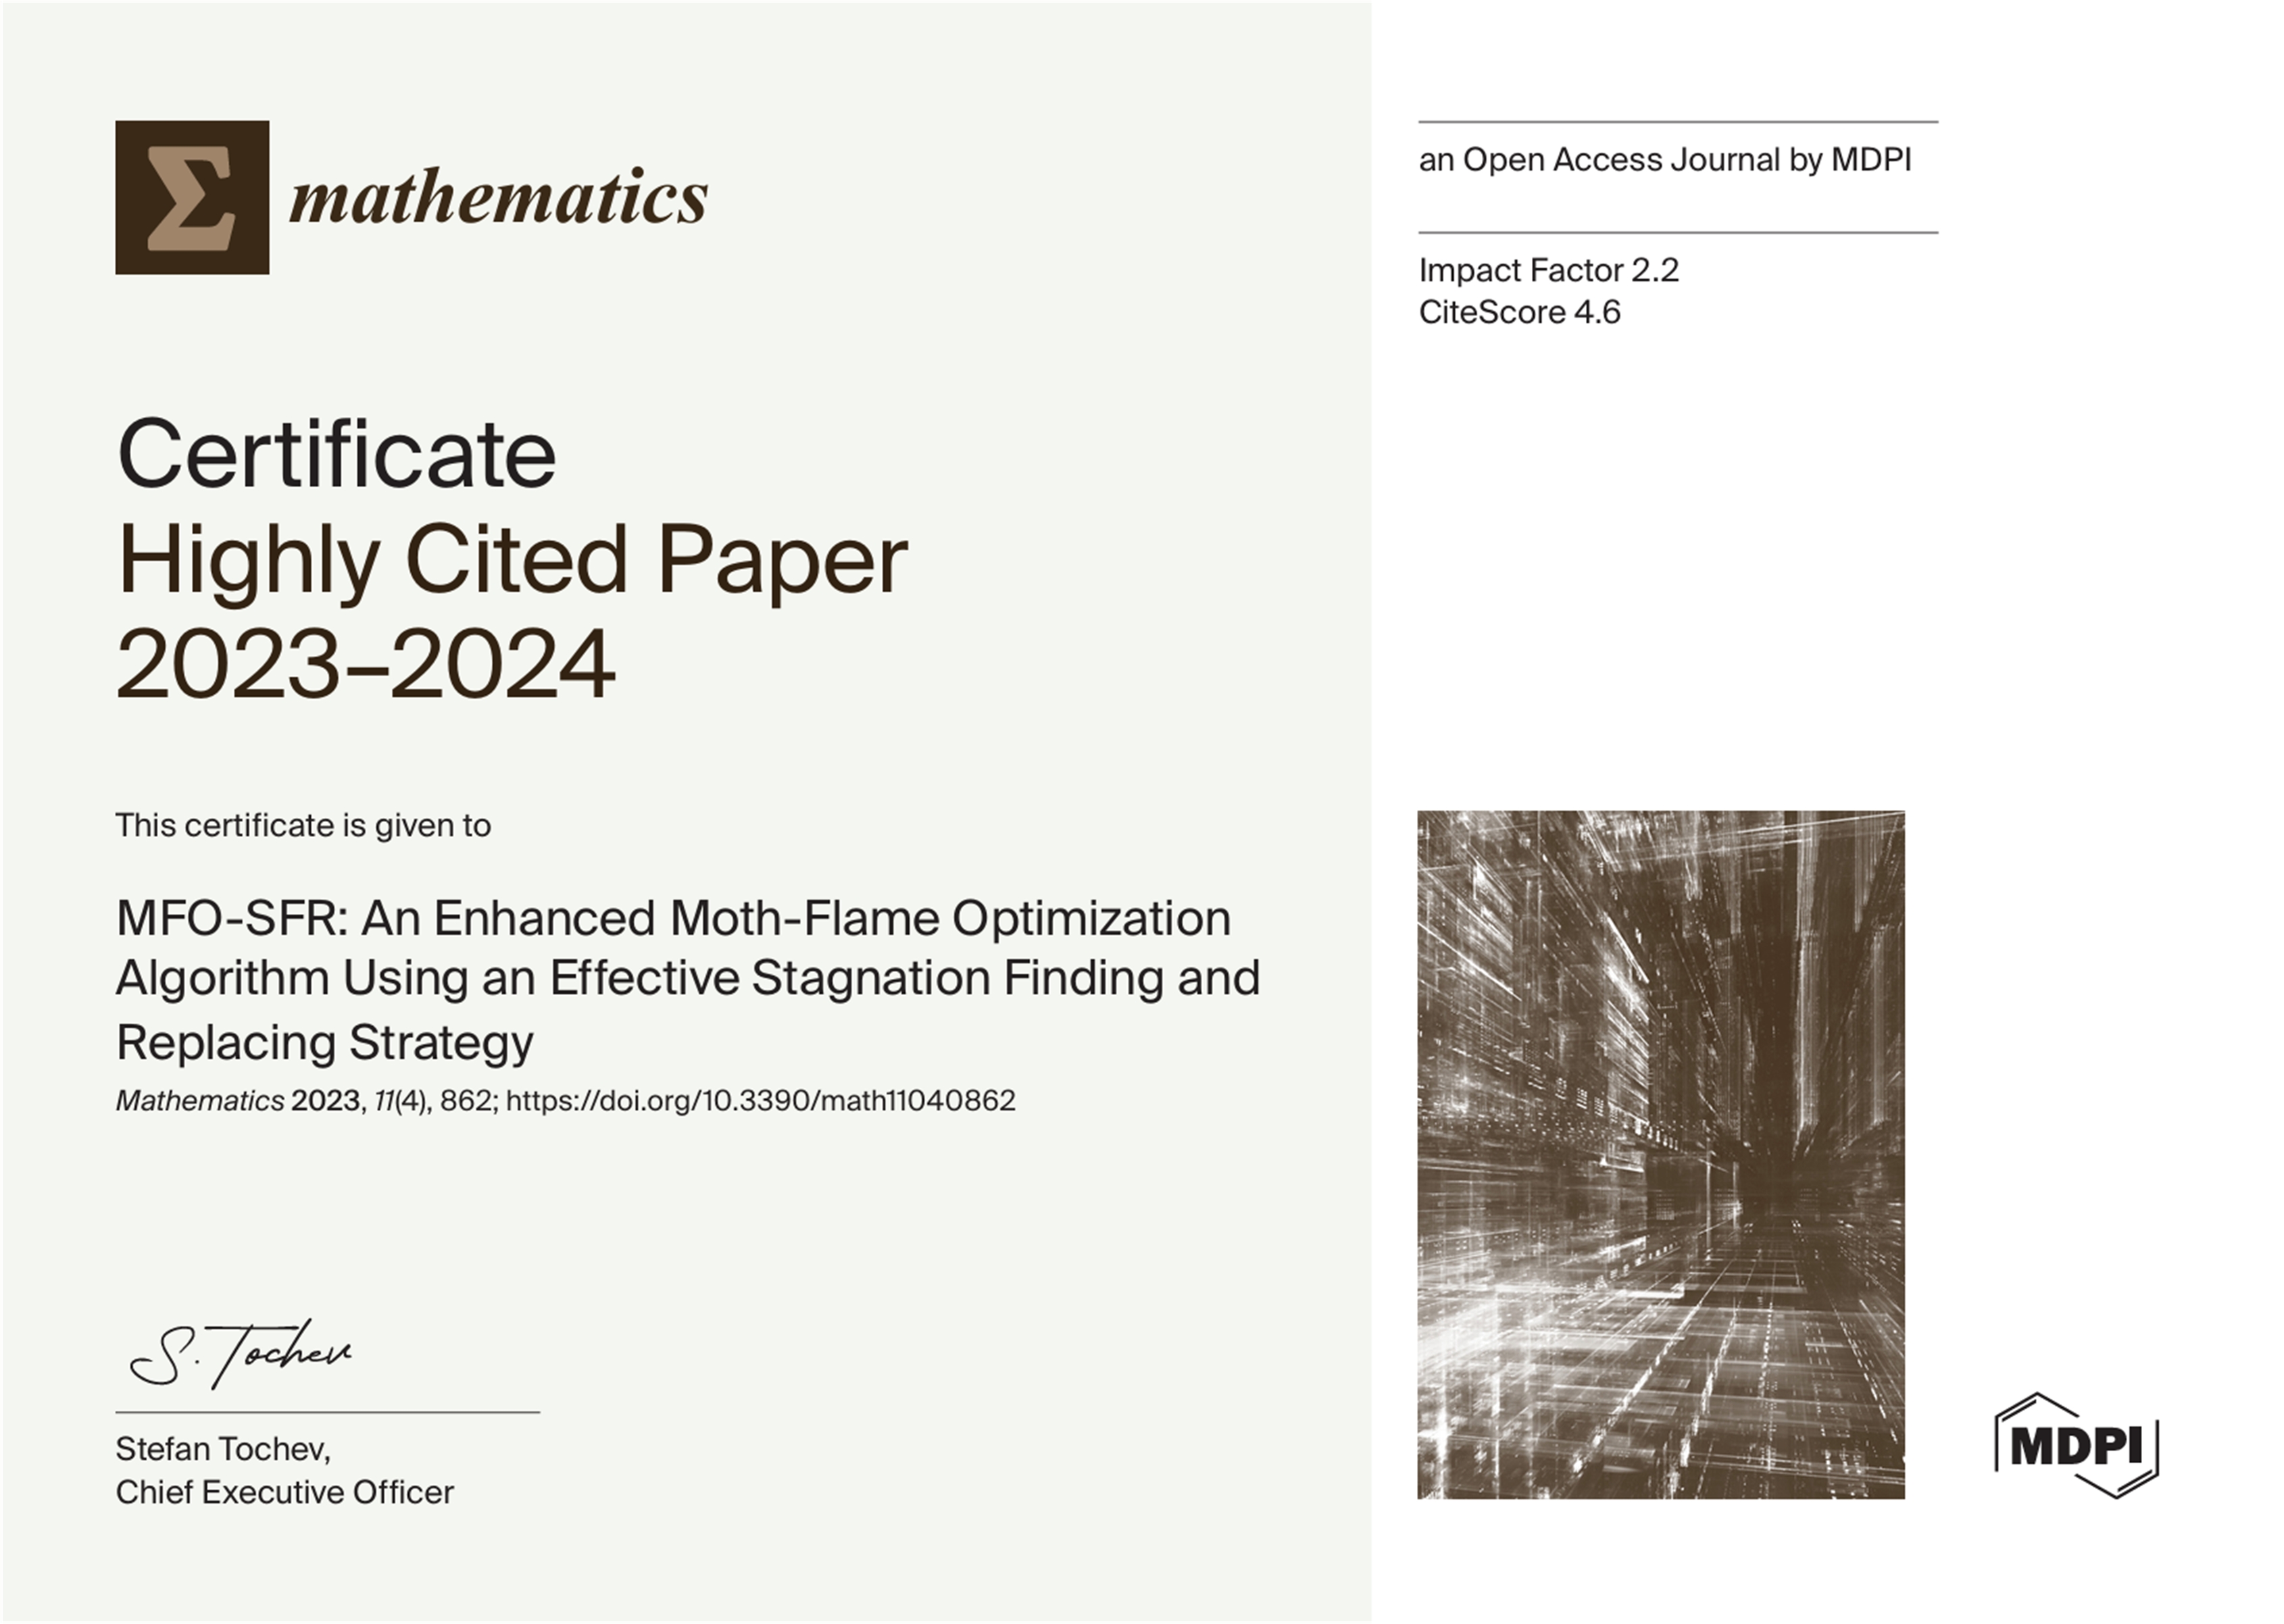 Σ mathematics
Certificate
Highly Cited Paper
2023–2024
This certificate is given to
MFO-SFR: An Enhanced Moth-Flame Optimization
Algorithm Using an Effective Stagnation Finding and
Replacing Strategy
Mathematics 2023, 11(4), 862; https://doi.org/10.3390/math11040862
S. Tochev
Stefan Tochev,
Chief Executive Officer
an Open Access Journal by MDPI
Impact Factor 2.2
CiteScore 4.6
MDPI